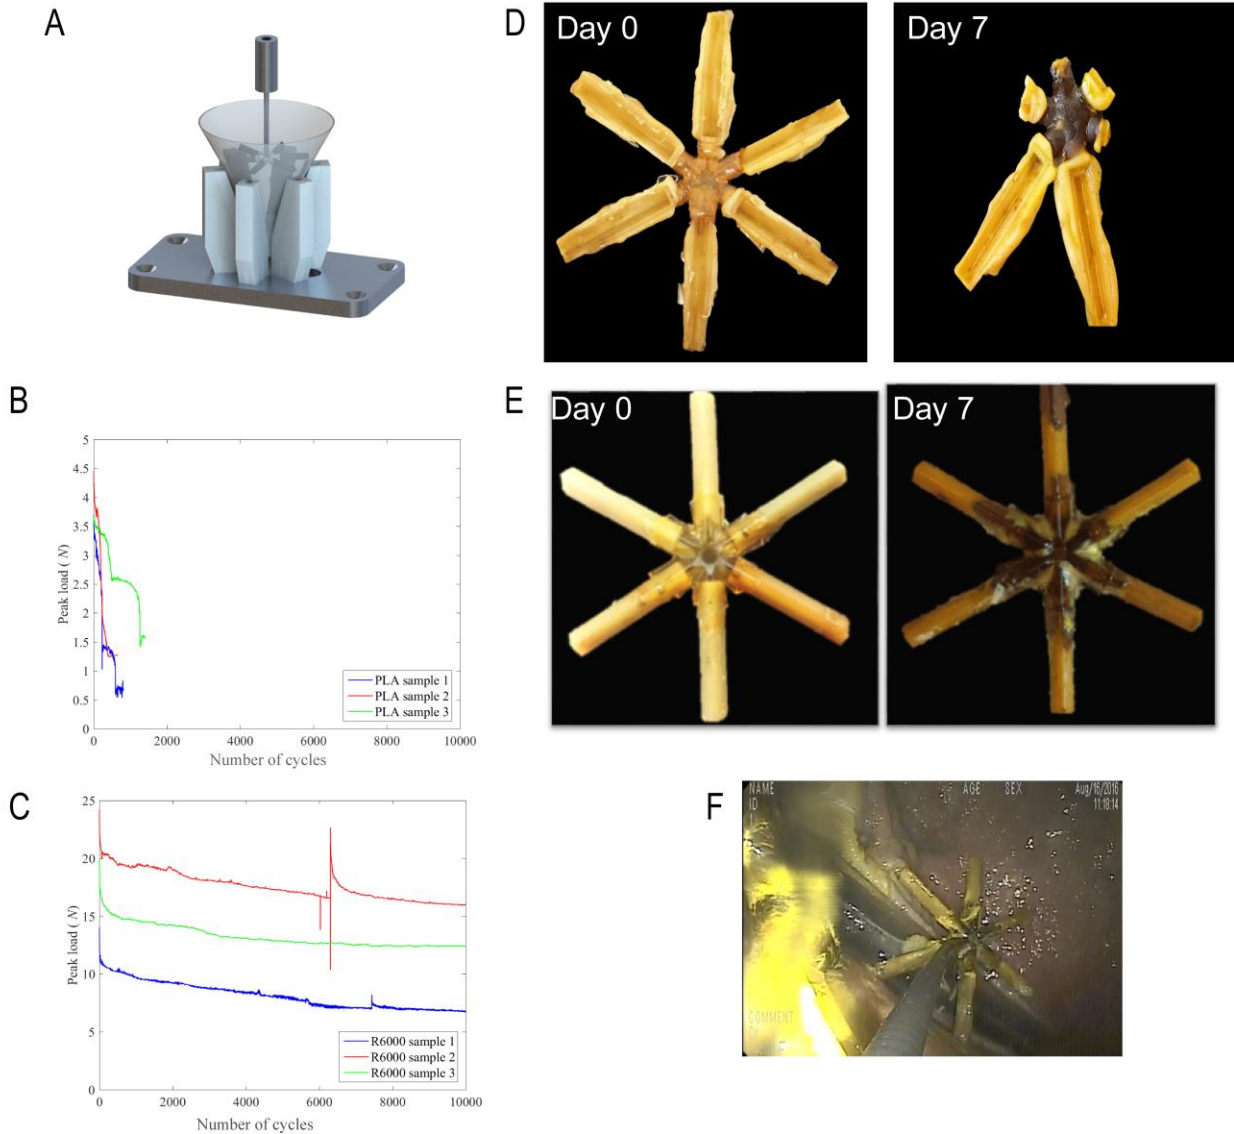 A
B
5
4.5
4
3.5
3
2.5
2
1.5
1
0.5
0
Peak load ( N)
0 2000 4000 6000 8000 10000
Number of cycles
PLA sample 1
PLA sample 2
PLA sample 3
C
25
20
15
10
5
0
Peak load ( N)
0 2000 4000 6000 8000 10000
Number of cycles
R6000 sample 1
R6000 sample 2
R6000 sample 3
D
Day 0
Day 7
E
Day 0
Day 7
F
NAME AGE SEX Aug/16/2016
ID 11:18:14
COMMENT
Dr